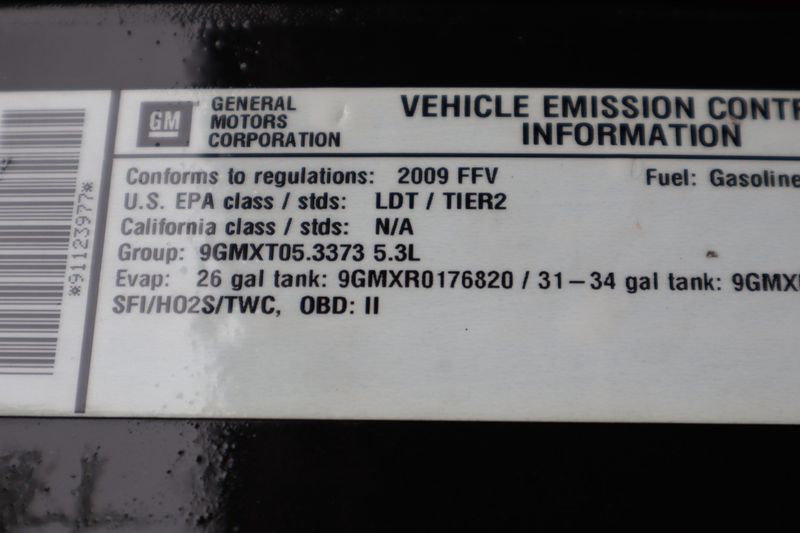 *91123977*
GM
GENERAL
MOTORS
CORPORATION
VEHICLE EMISSION CONTR
INFORMATION
Conforms to regulations: 2009 FFV Fuel: Gasoline
U.S. EPA class / stds: LDT / TIER2
California class / stds: N/A
Group: 9GMXT05.3373 5.3L
Evap: 26 gal tank: 9GMXR0176820 / 31-34 gal tank: 9GMX
SFI/HO2S/TWC, OBD: II